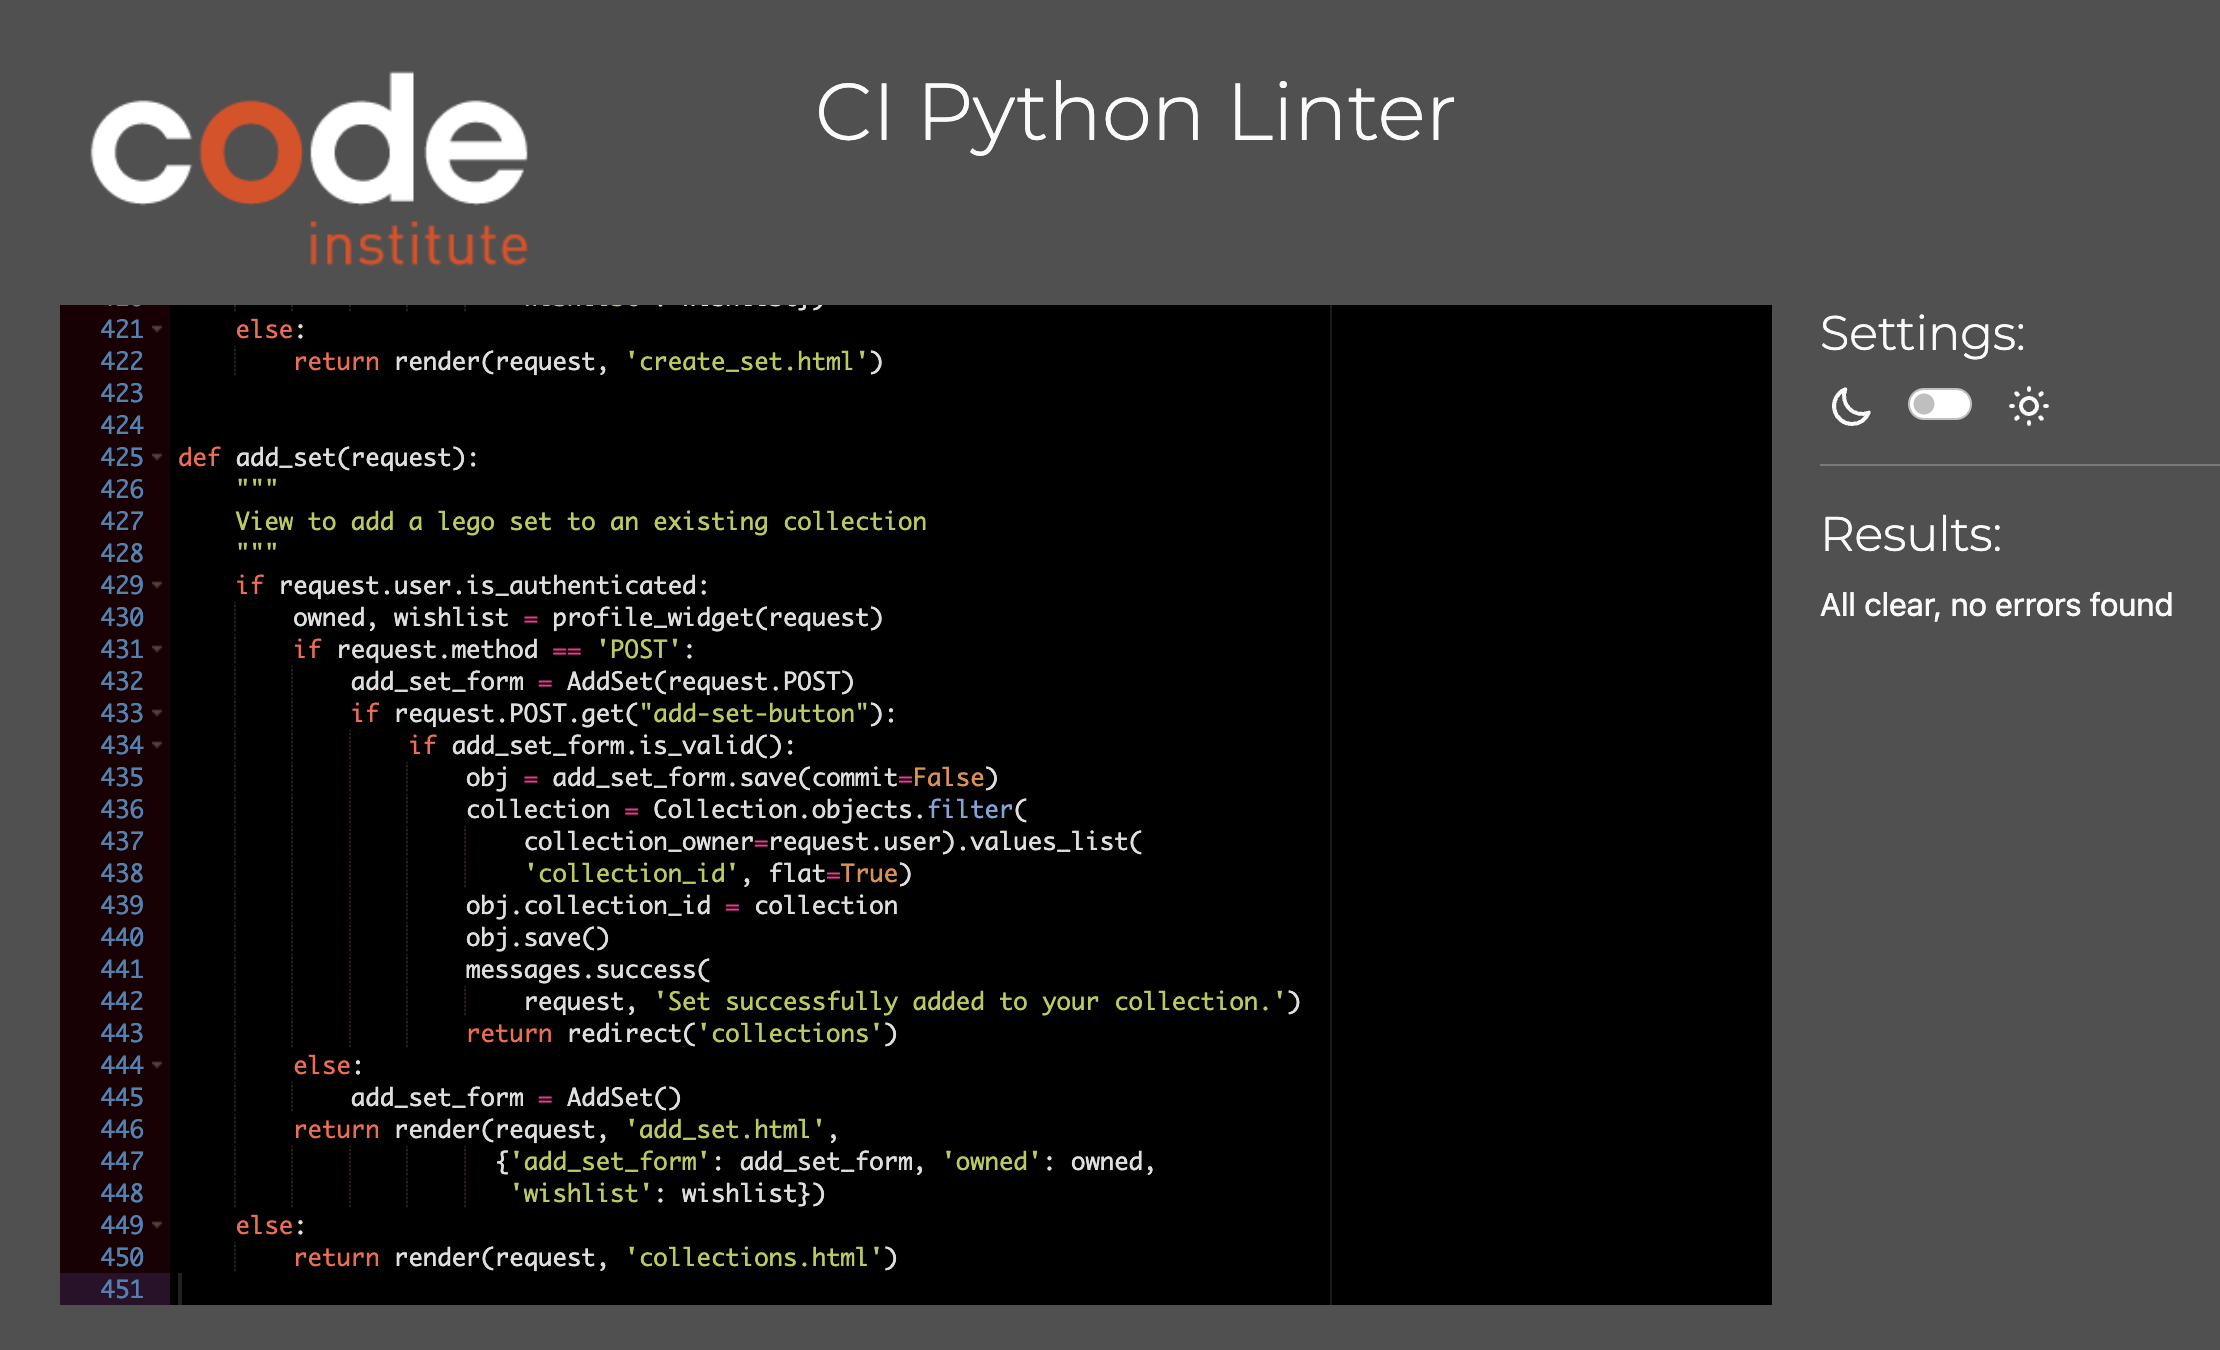 code
institute
CI Python Linter
421 else:
422 return render(request, 'create_set.html')
423
424
425 def add_set(request):
426 """
427 View to add a lego set to an existing collection
428 """
429 if request.user.is_authenticated:
430 owned, wishlist = profile_widget(request)
431 if request.method == 'POST':
432 add_set_form = AddSet(request.POST)
433 if request.POST.get("add-set-button"):
434 if add_set_form.is_valid():
435 obj = add_set_form.save(commit=False)
436 collection = Collection.objects.filter(
437 collection_owner=request.user).values_list(
438 'collection_id', flat=True)
439 obj.collection_id = collection
440 obj.save()
441 messages.success(
442 request, 'Set successfully added to your collection.')
443 return redirect('collections')
444 else:
445 add_set_form = AddSet()
446 return render(request, 'add_set.html',
447 {'add_set_form': add_set_form, 'owned': owned,
448 'wishlist': wishlist})
449 else:
450 return render(request, 'collections.html')
451
Settings:
Results:
All clear, no errors found